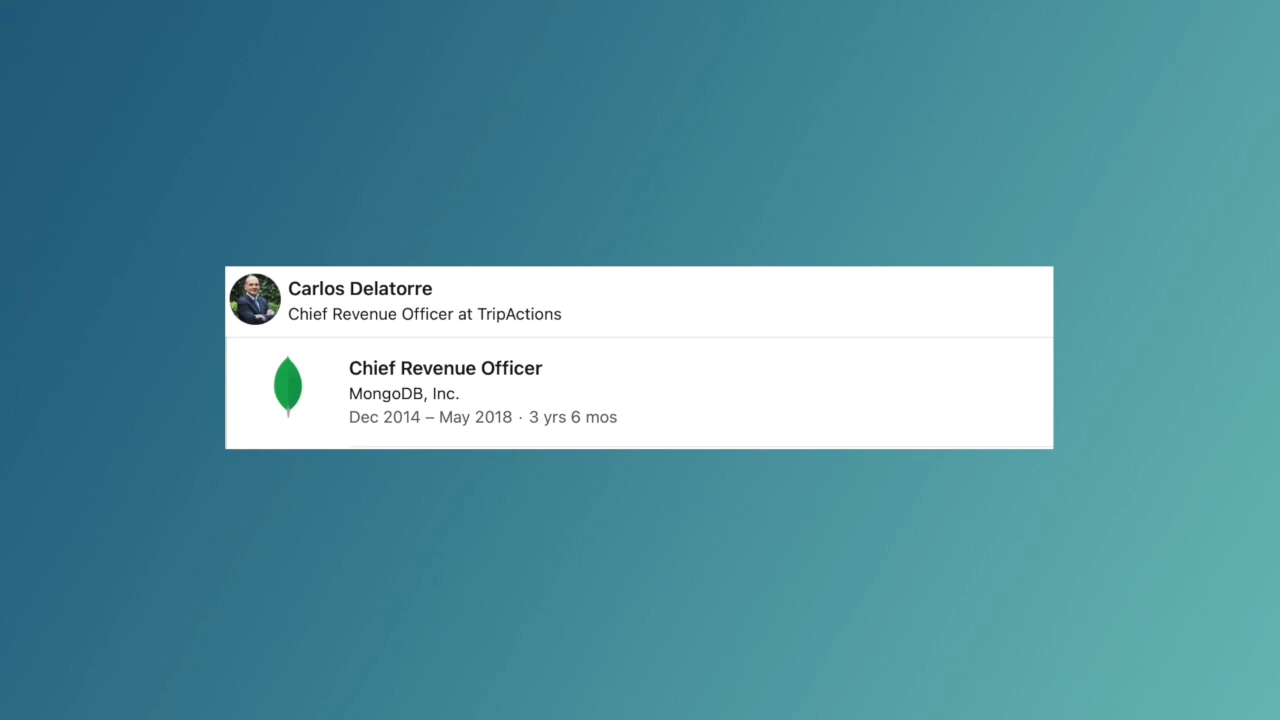 Carlos Delatorre
Chief Revenue Officer at TripActions
Chief Revenue Officer
MongoDB, Inc.
Dec 2014 – May 2018 · 3 yrs 6 mos